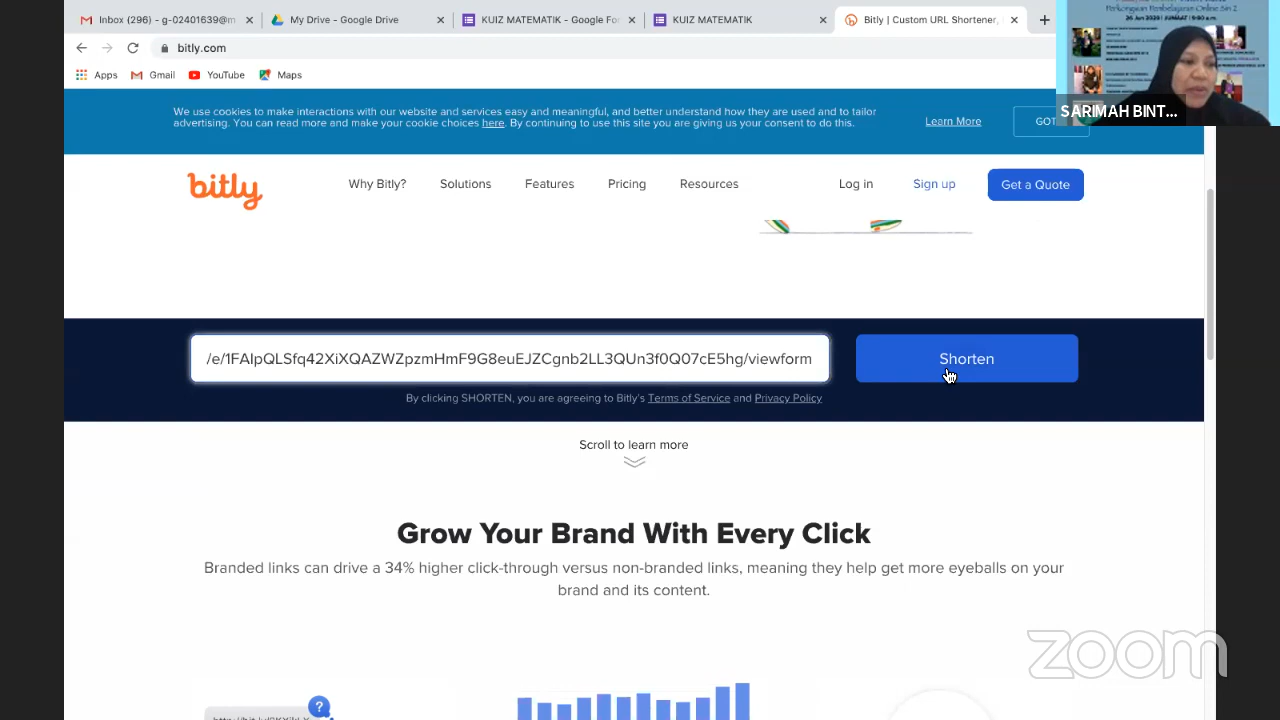 Inbox (296) - g-02401639@m
My Drive - Google Drive
KUIZ MATEMATIK - Google Fo
KUIZ MATEMATIK
Bitly | Custom URL Shortener,
bitly.com
Apps
Gmail
YouTube
Maps
26 Jun 2020 | JUMAAT | 9:00 a.m.
SARIMAH BINT...
We use cookies to make interactions with our website and services easy and meaningful, and better understand how they are used and to tailor
advertising. You can read more and make your cookie choices here. By continuing to use this site you are giving us your consent to do this.
Learn More
GOT
bitly
Why Bitly?
Solutions
Features
Pricing
Resources
Log in
Sign up
Get a Quote
/e/1FAIpQLSfq42XiXQAZWZpzmHmF9G8euEJZCgnb2LL3QUn3f0Q07cE5hg/viewform
Shorten
By clicking SHORTEN, you are agreeing to Bitly's Terms of Service and Privacy Policy
Scroll to learn more
Grow Your Brand With Every Click
Branded links can drive a 34% higher click-through versus non-branded links, meaning they help get more eyeballs on your
brand and its content.
zoom
?